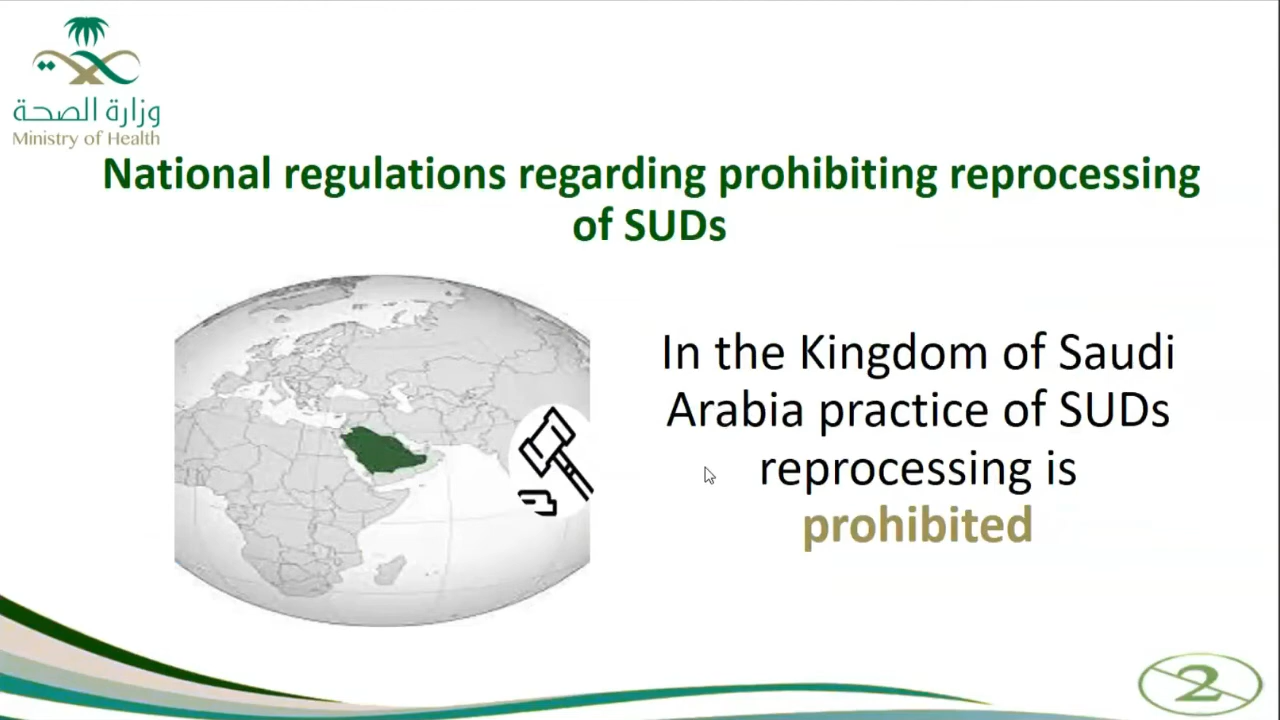 وزارة الصحة
Ministry of Health
National regulations regarding prohibiting reprocessing
of SUDs
In the Kingdom of Saudi
Arabia practice of SUDs
reprocessing is
prohibited
2